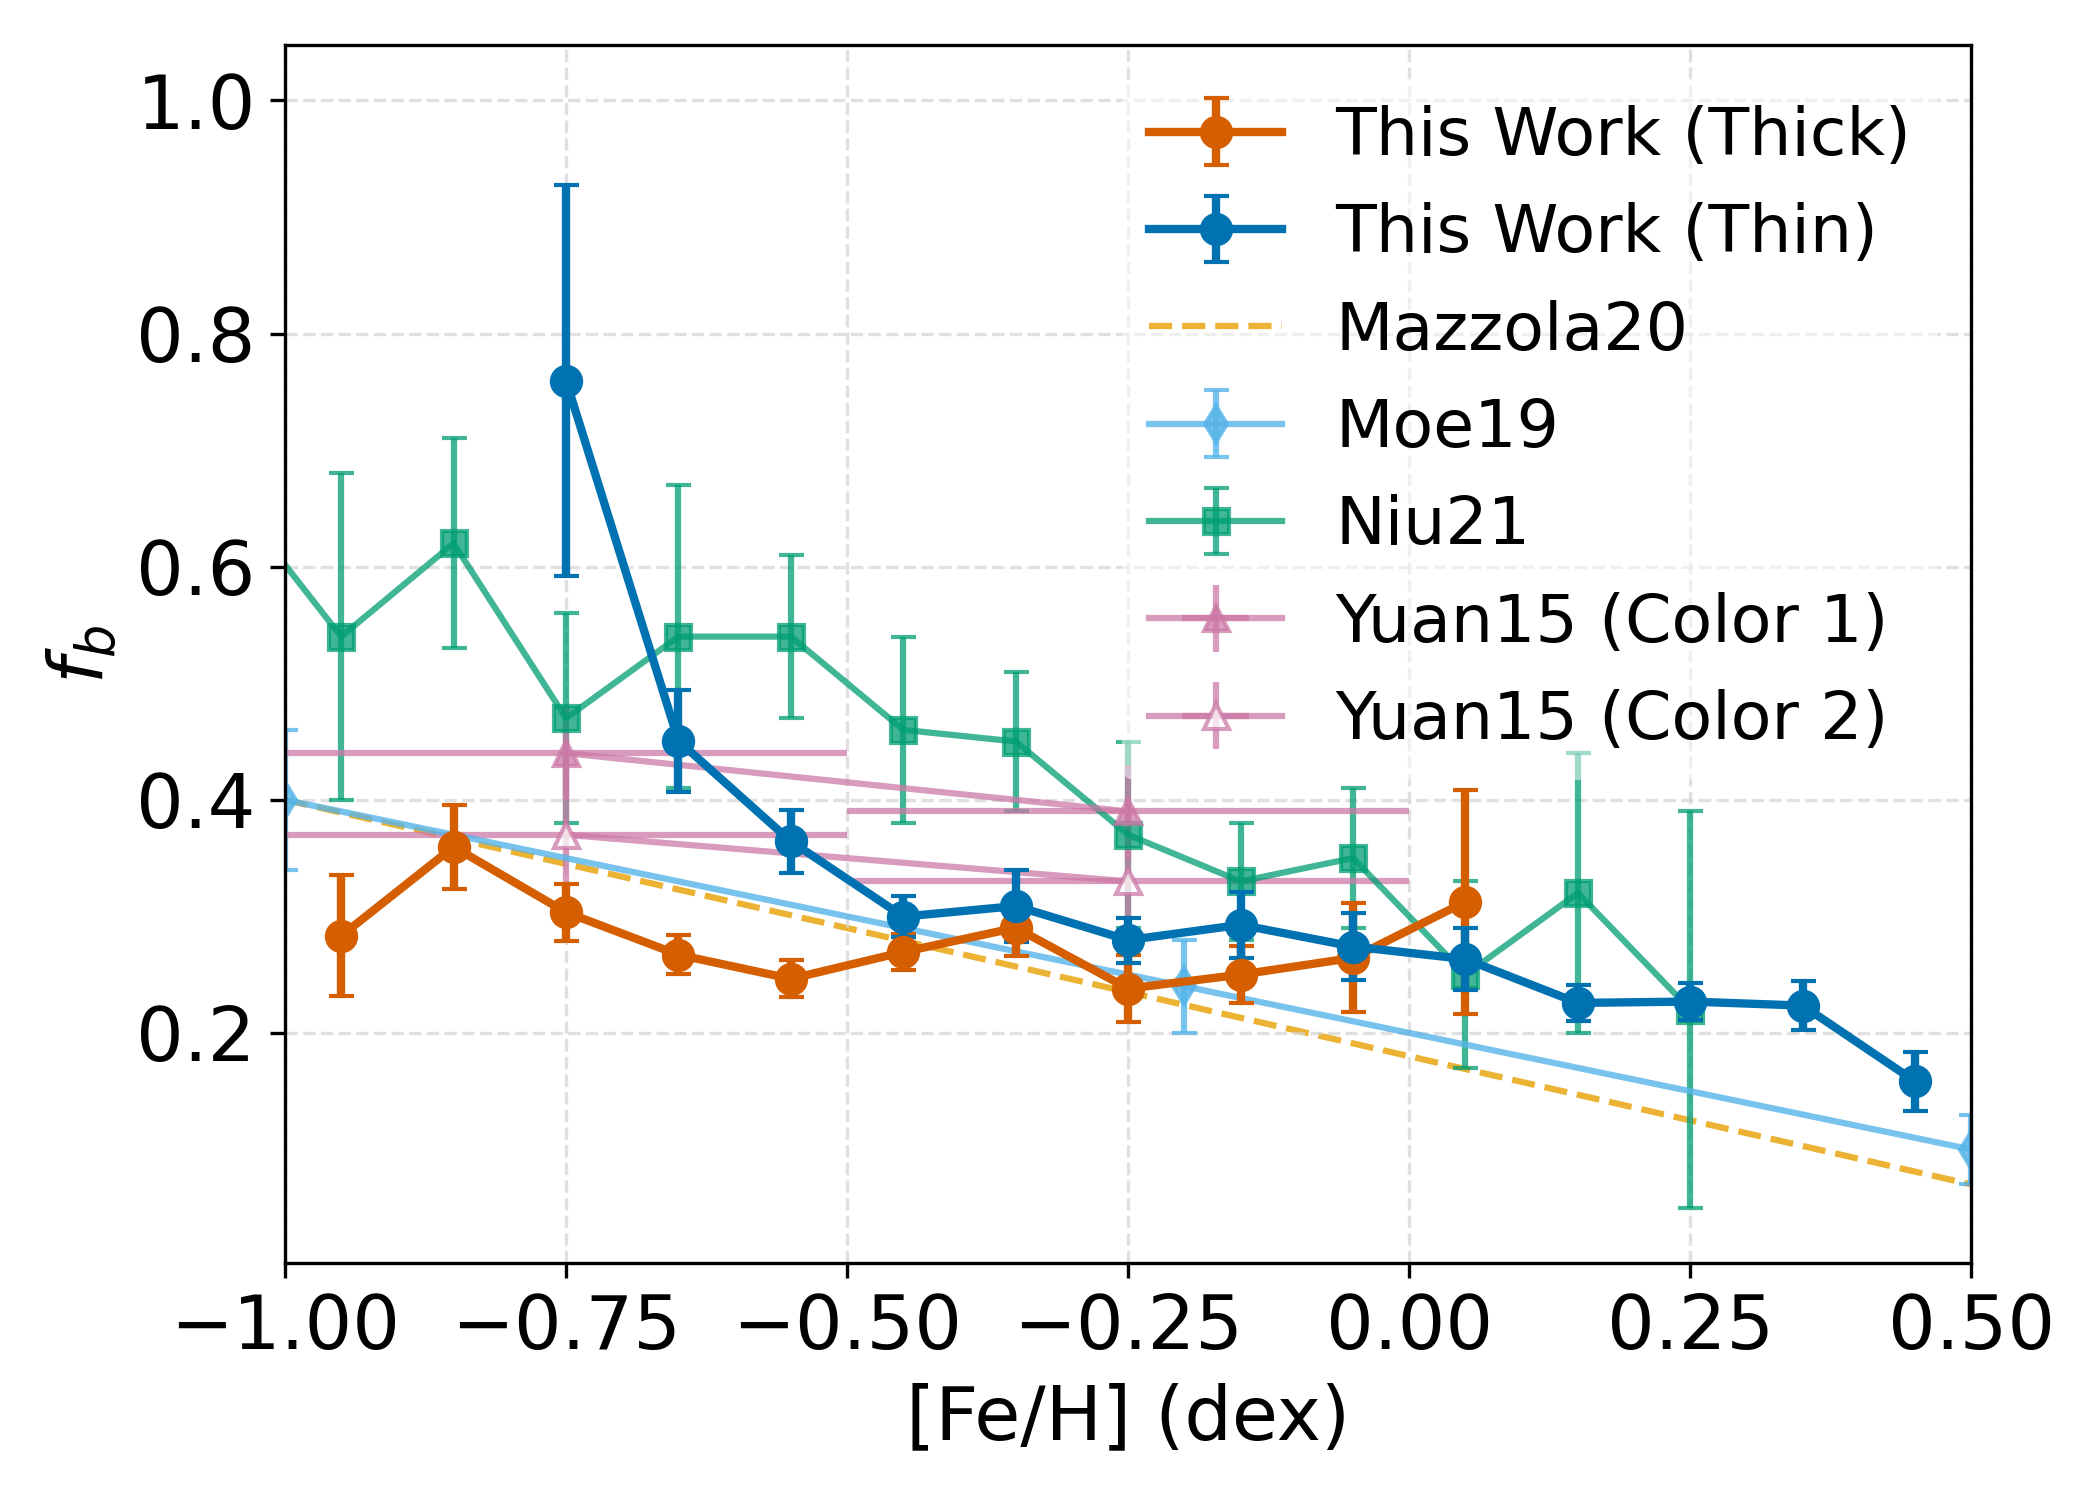 1.0
0.8
0.6
0.4
0.2
f_b
−1.00
−0.75
−0.50
−0.25
0.00
0.25
0.50
[Fe/H] (dex)
This Work (Thick)
This Work (Thin)
Mazzola20
Moe19
Niu21
Yuan15 (Color 1)
Yuan15 (Color 2)